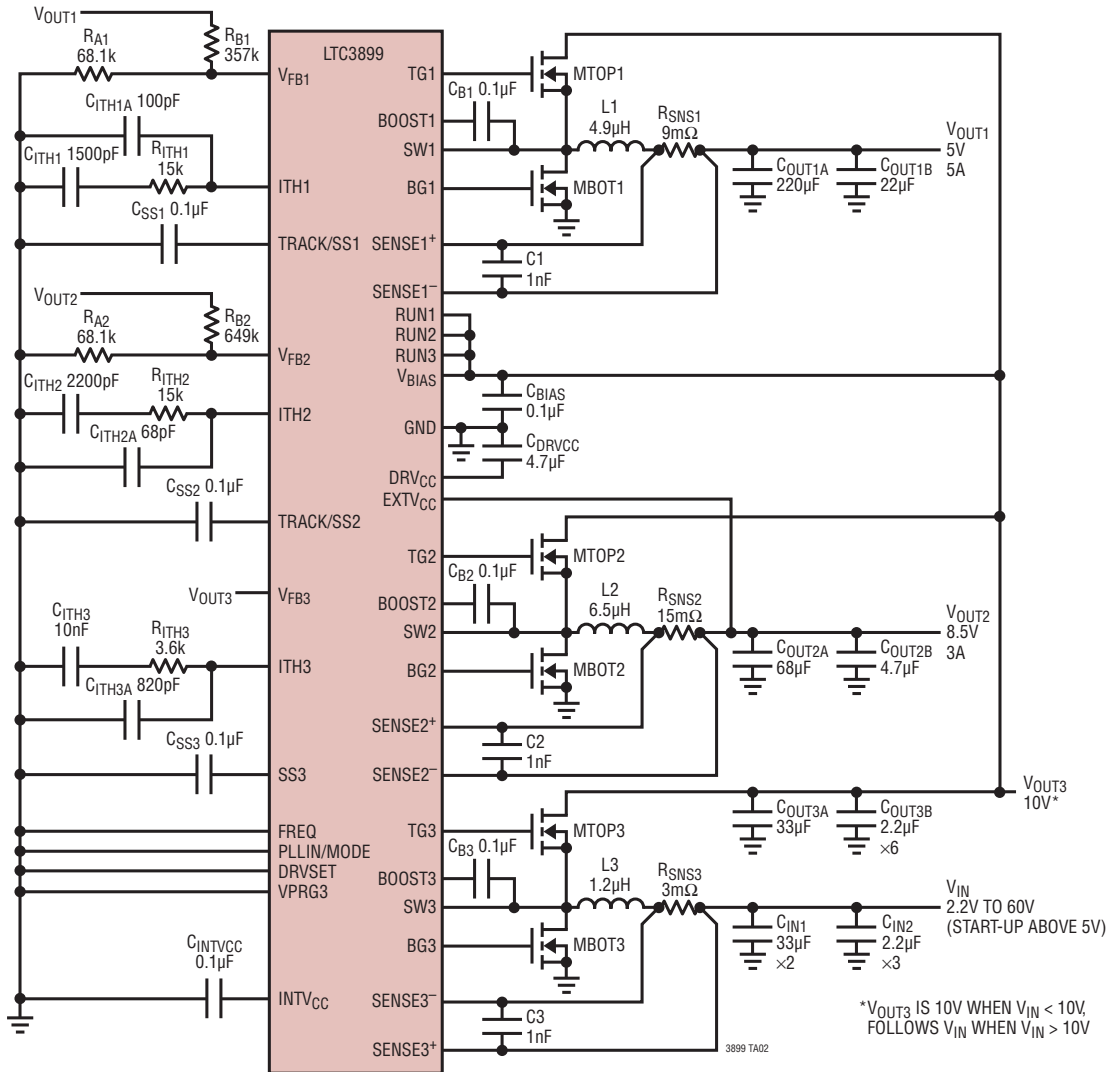 VOUT1
RA1
68.1k
RB1
357k
VFB1
CITH1A 100pF
CITH1 1500pF
RITH1
15k
ITH1
CSS1 0.1µF
TRACK/SS1
VOUT2
RA2
68.1k
RB2
649k
VFB2
CITH2 2200pF
RITH2
15k
ITH2
CITH2A 68pF
CSS2 0.1µF
TRACK/SS2
VOUT3
VFB3
CITH3
10nF
RITH3
3.6k
ITH3
CITH3A 820pF
CSS3 0.1µF
SS3
FREQ
PLLIN/MODE
DRVSET
VPRG3
CINTVCC
0.1µF
INTVCC
LTC3899
TG1
MTOP1
CB1 0.1µF
BOOST1
L1
4.9µH
RSNS1
9mΩ
SW1
VOUT1
5V
5A
COUT1A
220µF
COUT1B
22µF
BG1
MBOT1
SENSE1+
C1
1nF
SENSE1–
RUN1
RUN2
RUN3
VBIAS
CBIAS
0.1µF
GND
CDRVCC
4.7µF
DRVCC
EXTVCC
TG2
MTOP2
CB2 0.1µF
BOOST2
L2
6.5µH
RSNS2
15mΩ
SW2
VOUT2
8.5V
3A
COUT2A
68µF
COUT2B
4.7µF
BG2
MBOT2
SENSE2+
C2
1nF
SENSE2–
VOUT3
10V*
COUT3A
33µF
COUT3B
2.2µF
×6
TG3
MTOP3
CB3 0.1µF
BOOST3
L3
1.2µH
RSNS3
3mΩ
SW3
VIN
2.2V TO 60V
(START-UP ABOVE 5V)
CIN1
33µF
×2
CIN2
2.2µF
×3
BG3
MBOT3
SENSE3–
C3
1nF
SENSE3+
3899 TA02
*VOUT3 IS 10V WHEN VIN < 10V,
FOLLOWS VIN WHEN VIN > 10V